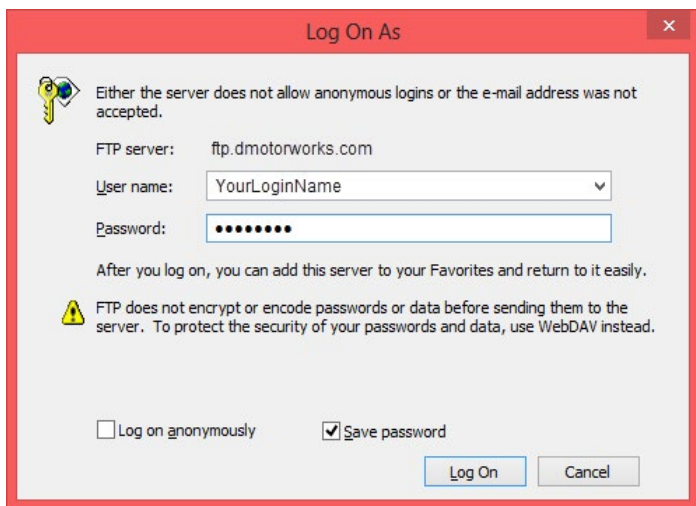 Log On As
Either the server does not allow anonymous logins or the e-mail address was not
accepted.
FTP server: ftp.dmotorworks.com
User name: YourLoginName
Password: ••••••••
After you log on, you can add this server to your Favorites and return to it easily.
FTP does not encrypt or encode passwords or data before sending them to the
server. To protect the security of your passwords and data, use WebDAV instead.
Log on anonymously Save password
Log On Cancel